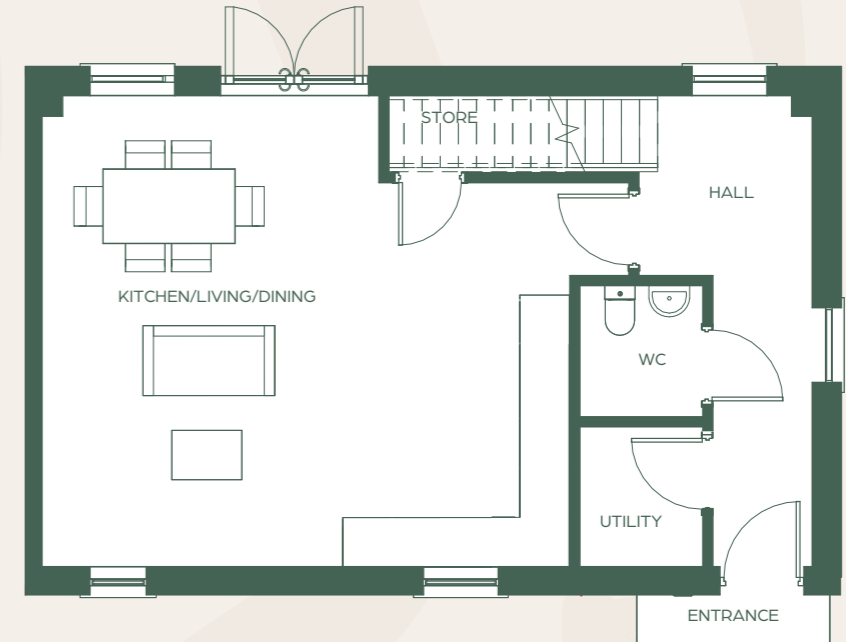 STORE
HALL
KITCHEN/LIVING/DINING
WC
UTILITY
ENTRANCE